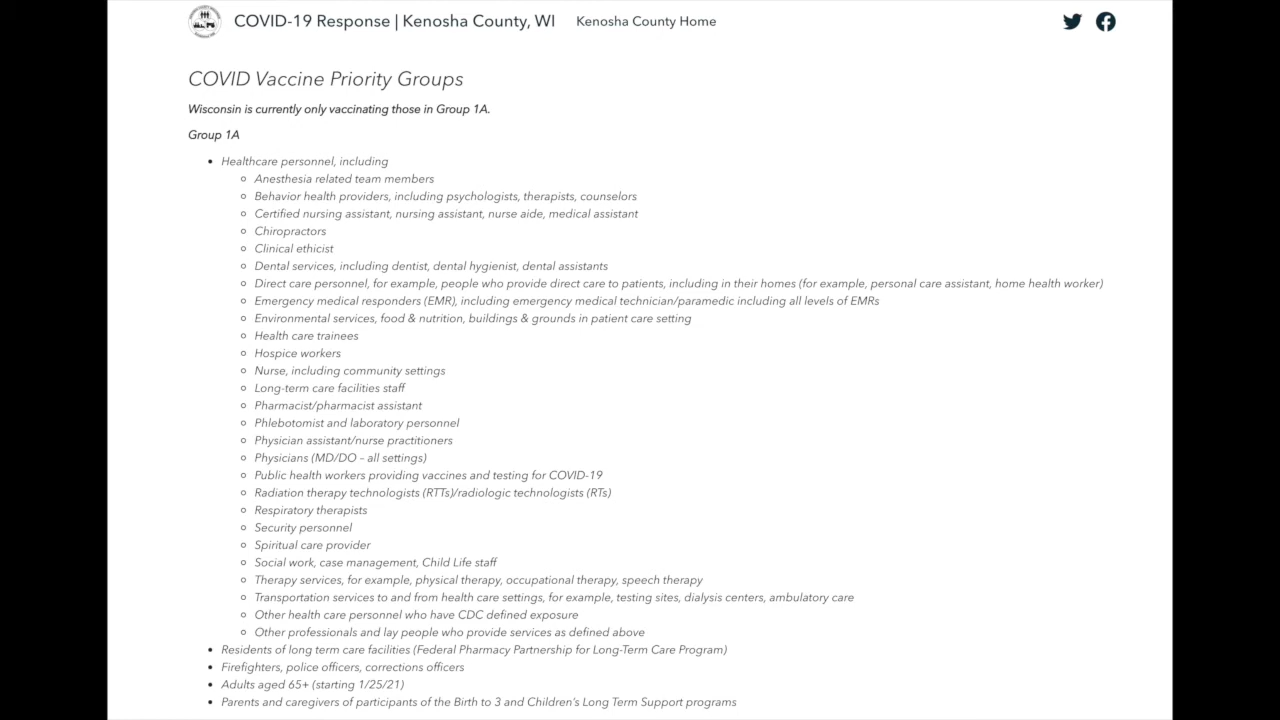 COVID-19 Response | Kenosha County, WI Kenosha County Home
COVID Vaccine Priority Groups
Wisconsin is currently only vaccinating those in Group 1A.
Group 1A
Healthcare personnel, including
Anesthesia related team members
Behavior health providers, including psychologists, therapists, counselors
Certified nursing assistant, nursing assistant, nurse aide, medical assistant
Chiropractors
Clinical ethicist
Dental services, including dentist, dental hygienist, dental assistants
Direct care personnel, for example, people who provide direct care to patients, including in their homes (for example, personal care assistant, home health worker)
Emergency medical responders (EMR), including emergency medical technician/paramedic including all levels of EMRs
Environmental services, food & nutrition, buildings & grounds in patient care setting
Health care trainees
Hospice workers
Nurse, including community settings
Long-term care facilities staff
Pharmacist/pharmacist assistant
Phlebotomist and laboratory personnel
Physician assistant/nurse practitioners
Physicians (MD/DO – all settings)
Public health workers providing vaccines and testing for COVID-19
Radiation therapy technologists (RTTs)/radiologic technologists (RTs)
Respiratory therapists
Security personnel
Spiritual care provider
Social work, case management, Child Life staff
Therapy services, for example, physical therapy, occupational therapy, speech therapy
Transportation services to and from health care settings, for example, testing sites, dialysis centers, ambulatory care
Other health care personnel who have CDC defined exposure
Other professionals and lay people who provide services as defined above
Residents of long term care facilities (Federal Pharmacy Partnership for Long-Term Care Program)
Firefighters, police officers, corrections officers
Adults aged 65+ (starting 1/25/21)
Parents and caregivers of participants of the Birth to 3 and Children's Long Term Support programs